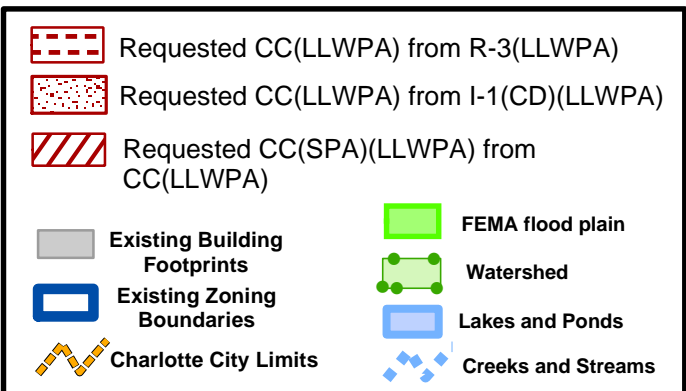 Requested CC(LLWPA) from R-3(LLWPA)
Requested CC(LLWPA) from I-1(CD)(LLWPA)
Requested CC(SPA)(LLWPA) from
CC(LLWPA)
Existing Building
Footprints
Existing Zoning
Boundaries
Charlotte City Limits
FEMA flood plain
Watershed
Lakes and Ponds
Creeks and Streams